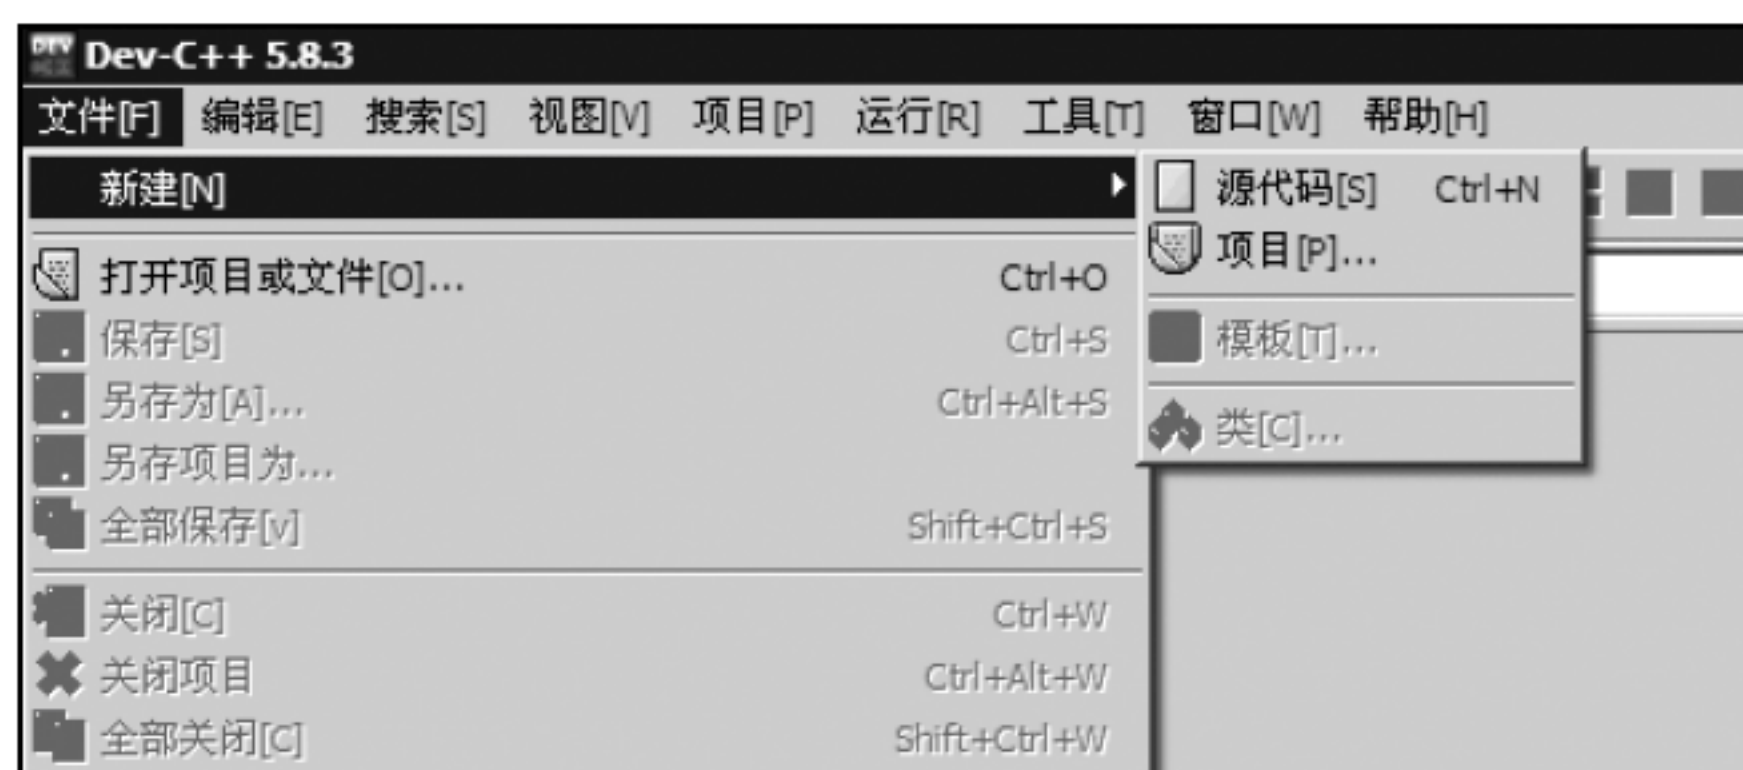 Dev-C++ 5.8.3
文件[F] 编辑[E] 搜索[S] 视图[V] 项目[P] 运行[R] 工具[T] 窗口[W] 帮助[H]
新建[N]
源代码[S] Ctrl+N
项目[P]...
模板[T]...
类[C]...
打开项目或文件[O]... Ctrl+O
保存[S] Ctrl+S
另存为[A]... Ctrl+Alt+S
另存项目为...
全部保存[v] Shift+Ctrl+S
关闭[C] Ctrl+W
关闭项目 Ctrl+Alt+W
全部关闭[C] Shift+Ctrl+W